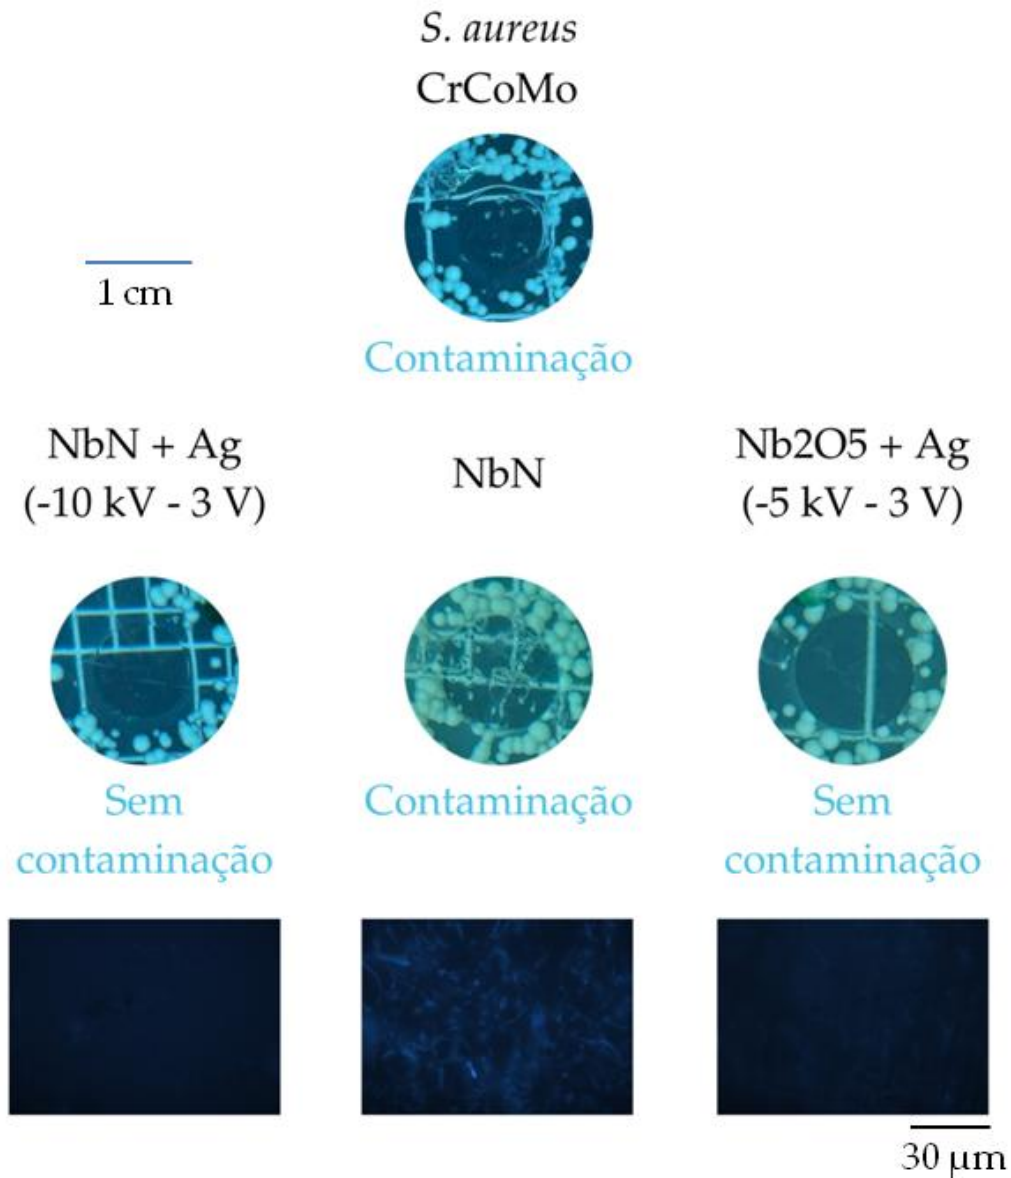 S. aureus
CrCoMo
1 cm
Contaminação
NbN + Ag
(-10 kV - 3 V)
NbN
Nb2O5 + Ag
(-5 kV - 3 V)
Sem
contaminação
Contaminação
Sem
contaminação
30 µm